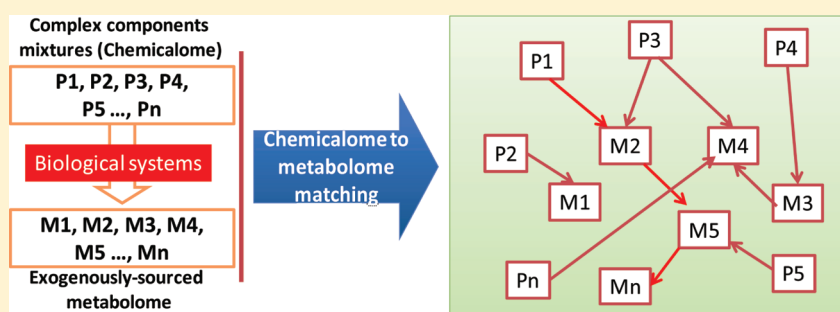 Complex components
mixtures (Chemicalome)
P1, P2, P3, P4,
P5 ..., Pn
Biological systems
M1, M2, M3, M4,
M5 ..., Mn
Exogenously-sourced
metabolome
Chemicalome to
metabolome
matching
P1
P3
P4
P2
M2
M4
M1
M3
M5
Pn
Mn
P5